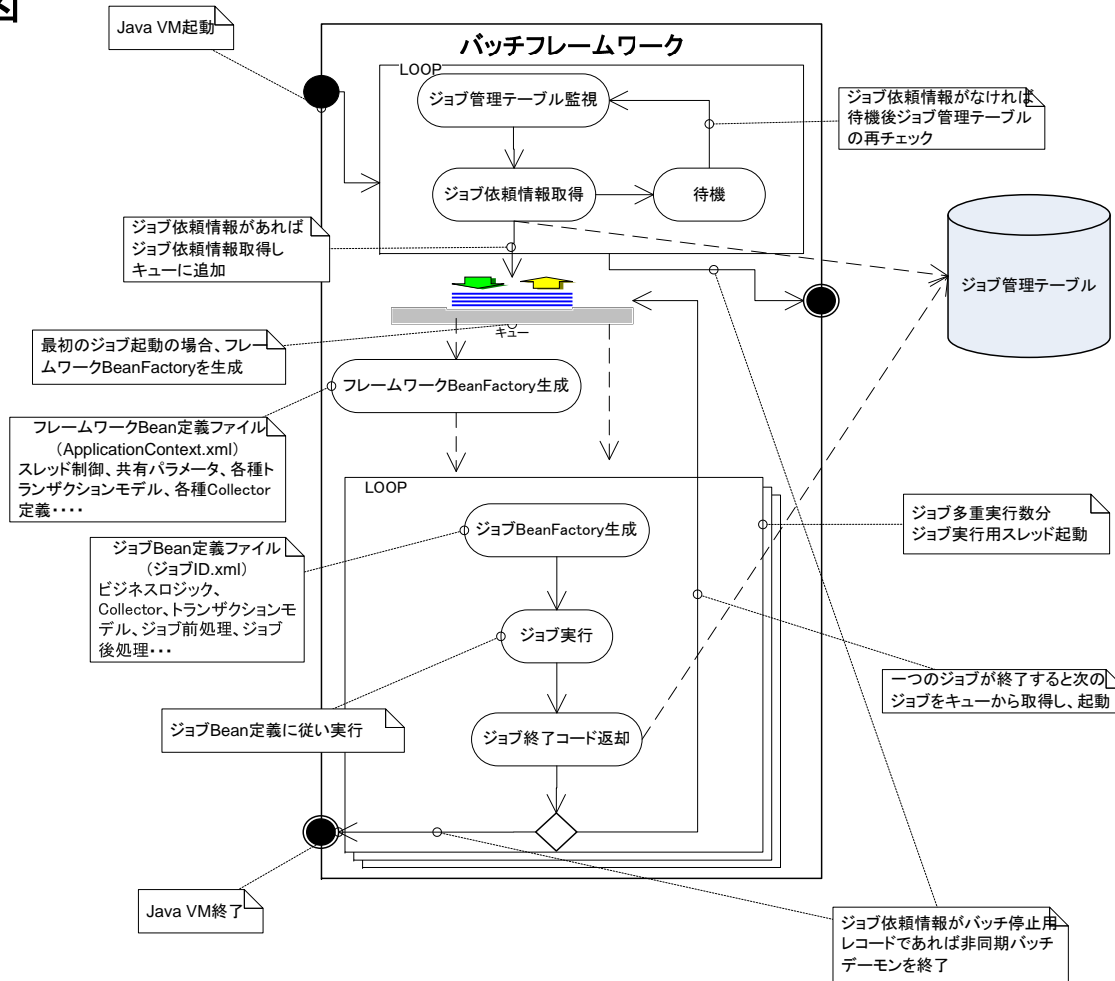 図
Java VM起動
バッチフレームワーク
LOOP
ジョブ管理テーブル監視
ジョブ依頼情報がなければ
待機後ジョブ管理テーブル
の再チェック
ジョブ依頼情報取得
待機
ジョブ依頼情報があれば
ジョブ依頼情報取得し
キューに追加
ジョブ管理テーブル
キュー
最初のジョブ起動の場合、フレー
ムワークBeanFactoryを生成
フレームワークBeanFactory生成
フレームワークBean定義ファイル
（ApplicationContext.xml）
スレッド制御、共有パラメータ、各種ト
ランザクションモデル、各種Collector
定義・・・・
LOOP
ジョブBeanFactory生成
ジョブ多重実行数分
ジョブ実行用スレッド起動
ジョブBean定義ファイル
（ジョブID.xml）
ビジネスロジック、
Collector、トランザクションモ
デル、ジョブ前処理、ジョブ
後処理・・・
ジョブ実行
一つのジョブが終了すると次の
ジョブをキューから取得し、起動
ジョブBean定義に従い実行
ジョブ終了コード返却
Java VM終了
ジョブ依頼情報がバッチ停止用
レコードであれば非同期バッチ
デーモンを終了